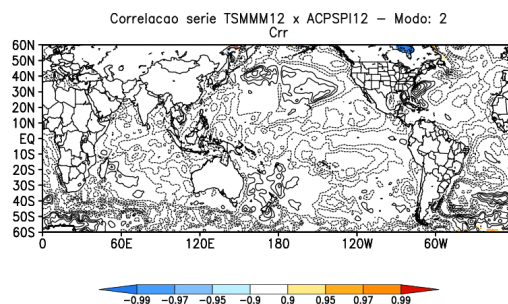 Correlacao serie TSMMM12 x ACPSPI12 – Modo: 2
Crr
60N
50N
40N
30N
20N
10N
EQ
10S
20S
30S
40S
50S
60S
0 60E 120E 180 120W 60W
-0.99 -0.97 -0.95 -0.9 0.9 0.95 0.97 0.99